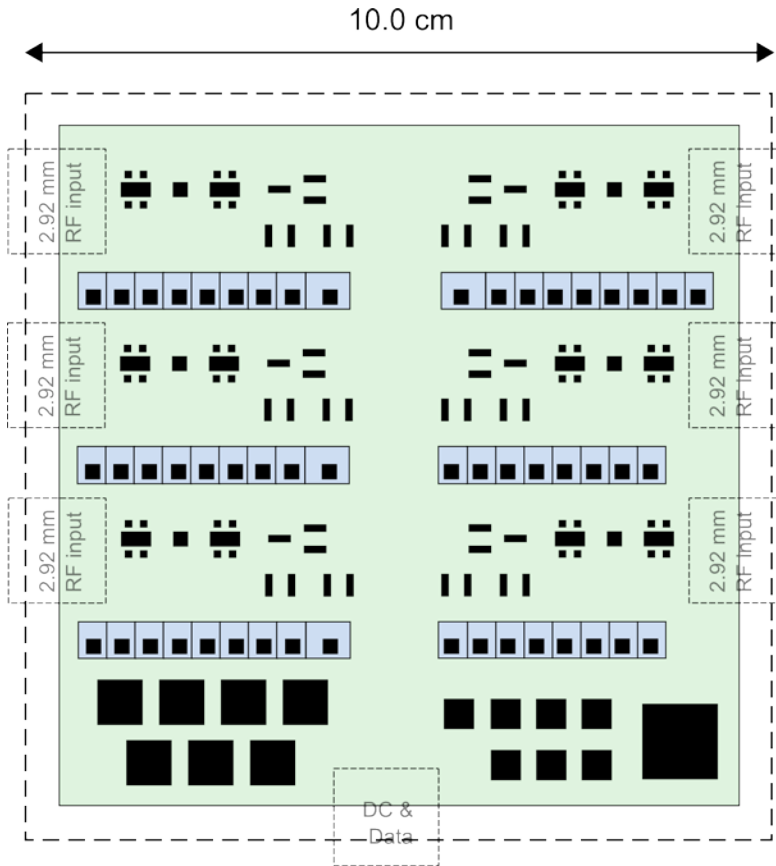 10.0 cm
2.92 mm
RF input
2.92 mm
RF input
2.92 mm
RF input
2.92 mm
RF input
2.92 mm
RF input
2.92 mm
RF input
DC &
Data